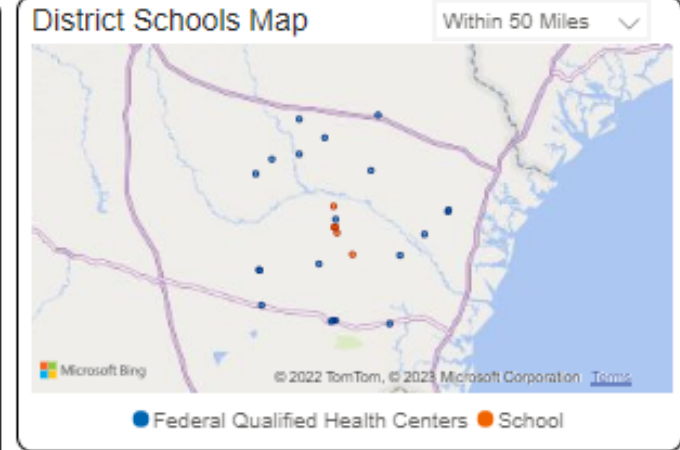 District Schools Map
Within 50 Miles
Microsoft Bing
© 2022 TomTom, © 2023 Microsoft Corporation Terms
Federal Qualified Health Centers School